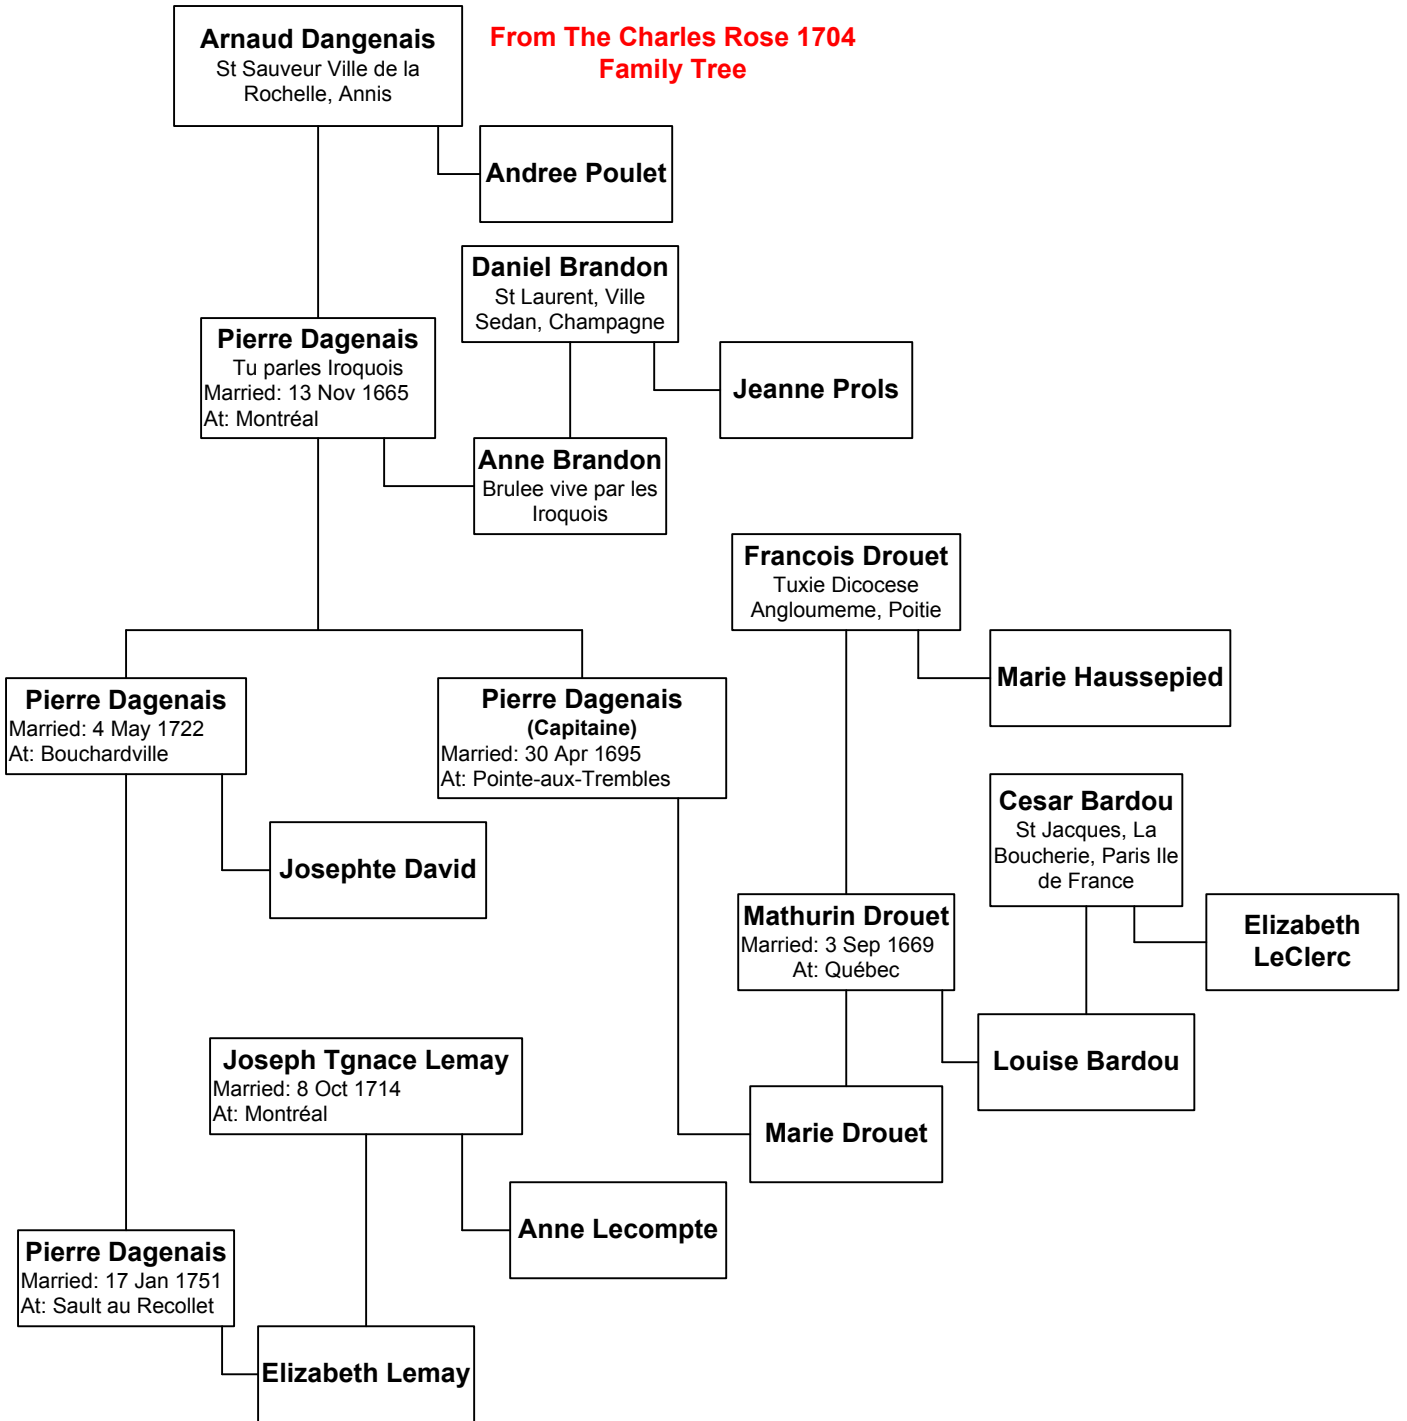 Arnaud Dangenais
St Sauveur Ville de la
Rochelle, Annis
From The Charles Rose 1704
Family Tree
Andree Poulet
Daniel Brandon
St Laurent, Ville
Sedan, Champagne
Pierre Dagenais
Tu parles Iroquois
Married: 13 Nov 1665
At: Montréal
Jeanne Prols
Anne Brandon
Brulee vive par les
Iroquois
Francois Drouet
Tuxie Dicocese
Angloumeme, Poitie
Marie Haussepied
Pierre Dagenais
Married: 4 May 1722
At: Bouchardville
Pierre Dagenais
(Capitaine)
Married: 30 Apr 1695
At: Pointe-aux-Trembles
Cesar Bardou
St Jacques, La
Boucherie, Paris Ile
de France
Josephte David
Mathurin Drouet
Married: 3 Sep 1669
At: Québec
Elizabeth
LeClerc
Louise Bardou
Joseph Tgnace Lemay
Married: 8 Oct 1714
At: Montréal
Marie Drouet
Anne Lecompte
Pierre Dagenais
Married: 17 Jan 1751
At: Sault au Recollet
Elizabeth Lemay